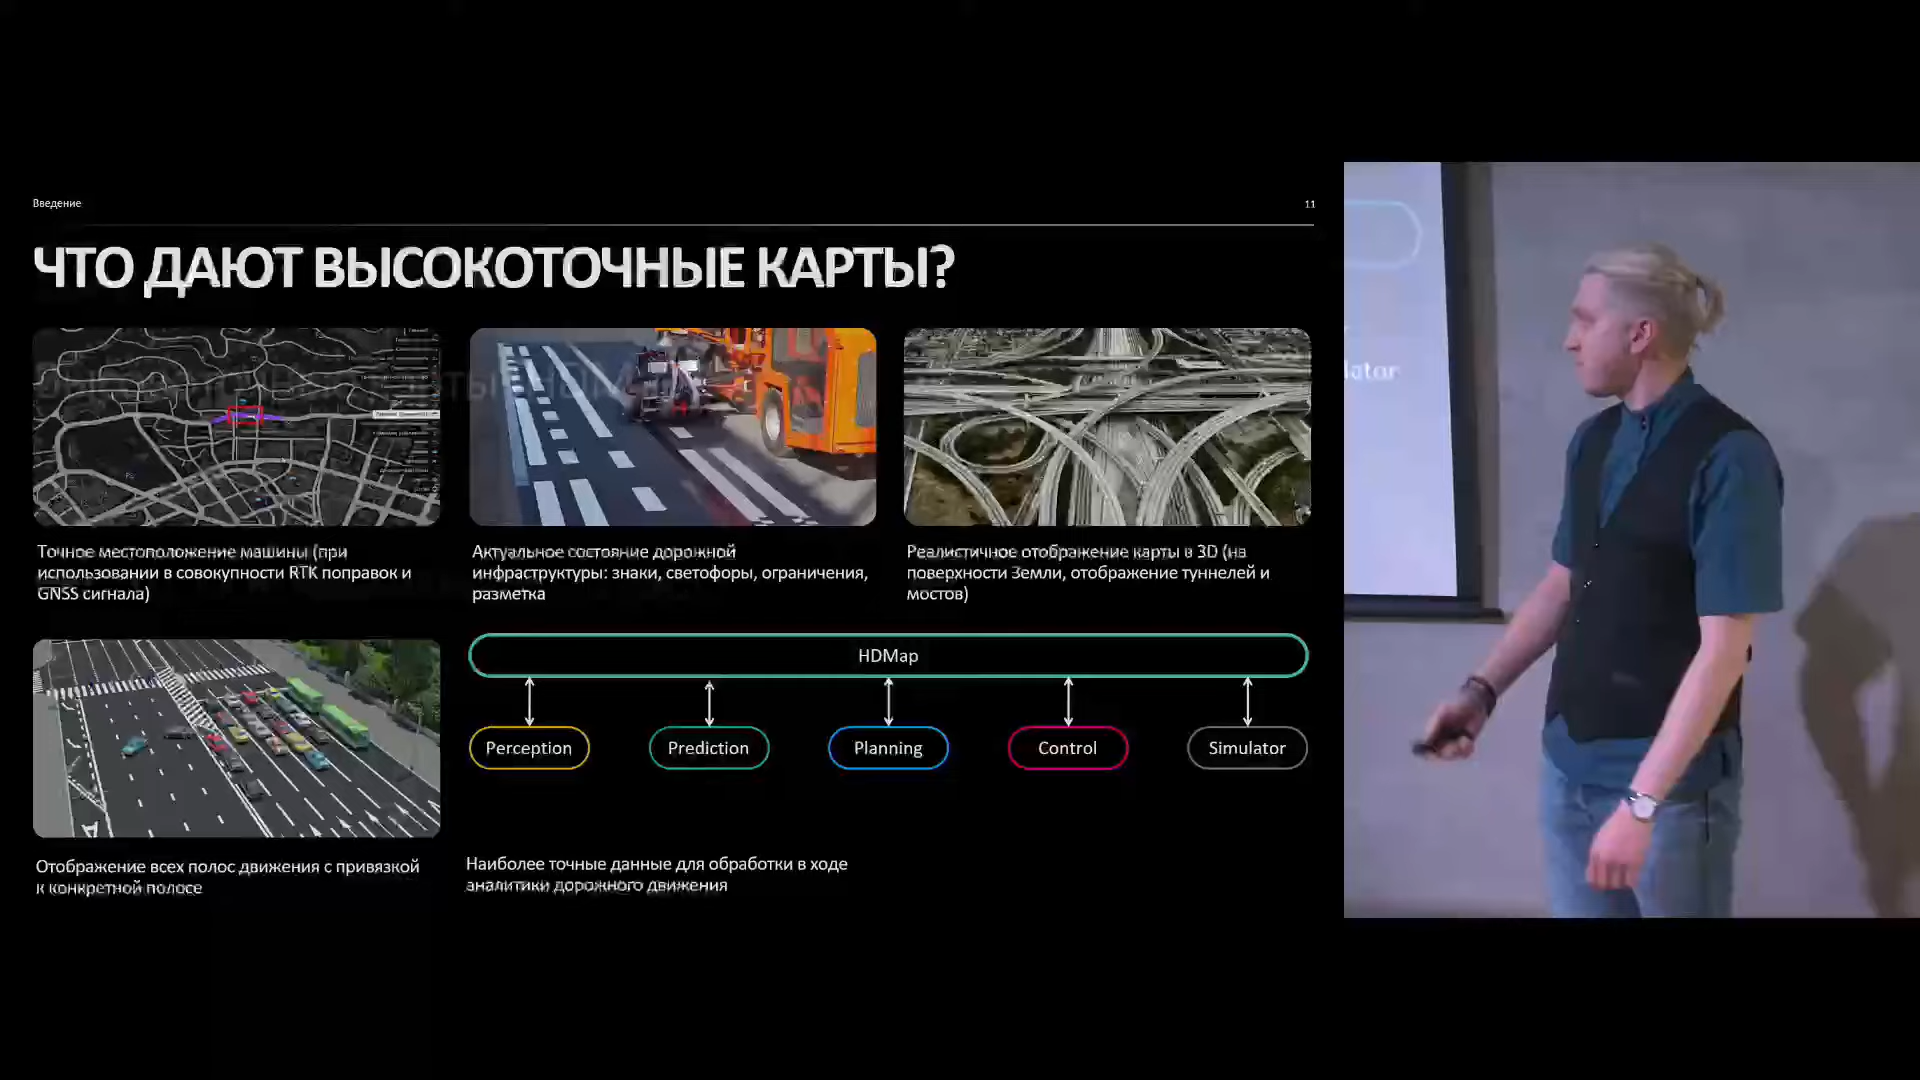 Введение
11
ЧТО ДАЮТ ВЫСОКОТОЧНЫЕ КАРТЫ?
Точное местоположение машины (при
использовании в совокупности RTK поправок и
GNSS сигнала)
Актуальное состояние дорожной
инфраструктуры: знаки, светофоры, ограничения,
разметка
Реалистичное отображение карты в 3D (на
поверхности Земли, отображение туннелей и
мостов)
HDMap
Perception
Prediction
Planning
Control
Simulator
Отображение всех полос движения с привязкой
к конкретной полосе
Наиболее точные данные для обработки в ходе
аналитики дорожного движения
lator